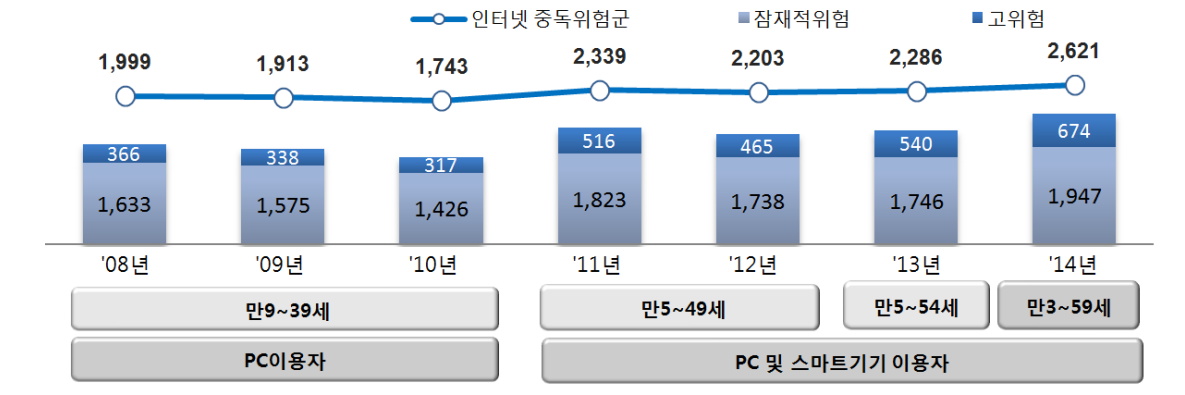 인터넷 중독위험군 잠재적위험 고위험
1,999 1,913 1,743 2,339 2,203 2,286 2,621
366 338 317 516 465 540 674
1,633 1,575 1,426 1,823 1,738 1,746 1,947
'08년 '09년 '10년 '11년 '12년 '13년 '14년
만9~39세 만5~49세 만5~54세 만3~59세
PC이용자 PC 및 스마트기기 이용자